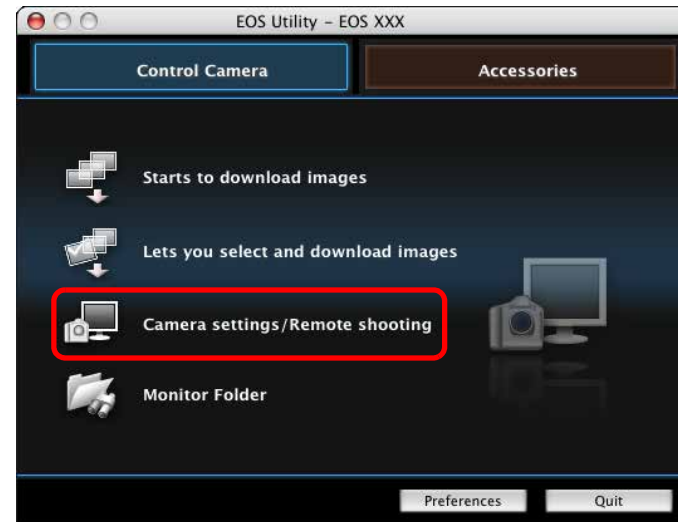 EOS Utility – EOS XXX
Control Camera
Accessories
Starts to download images
Lets you select and download images
Camera settings/Remote shooting
Monitor Folder
Preferences
Quit